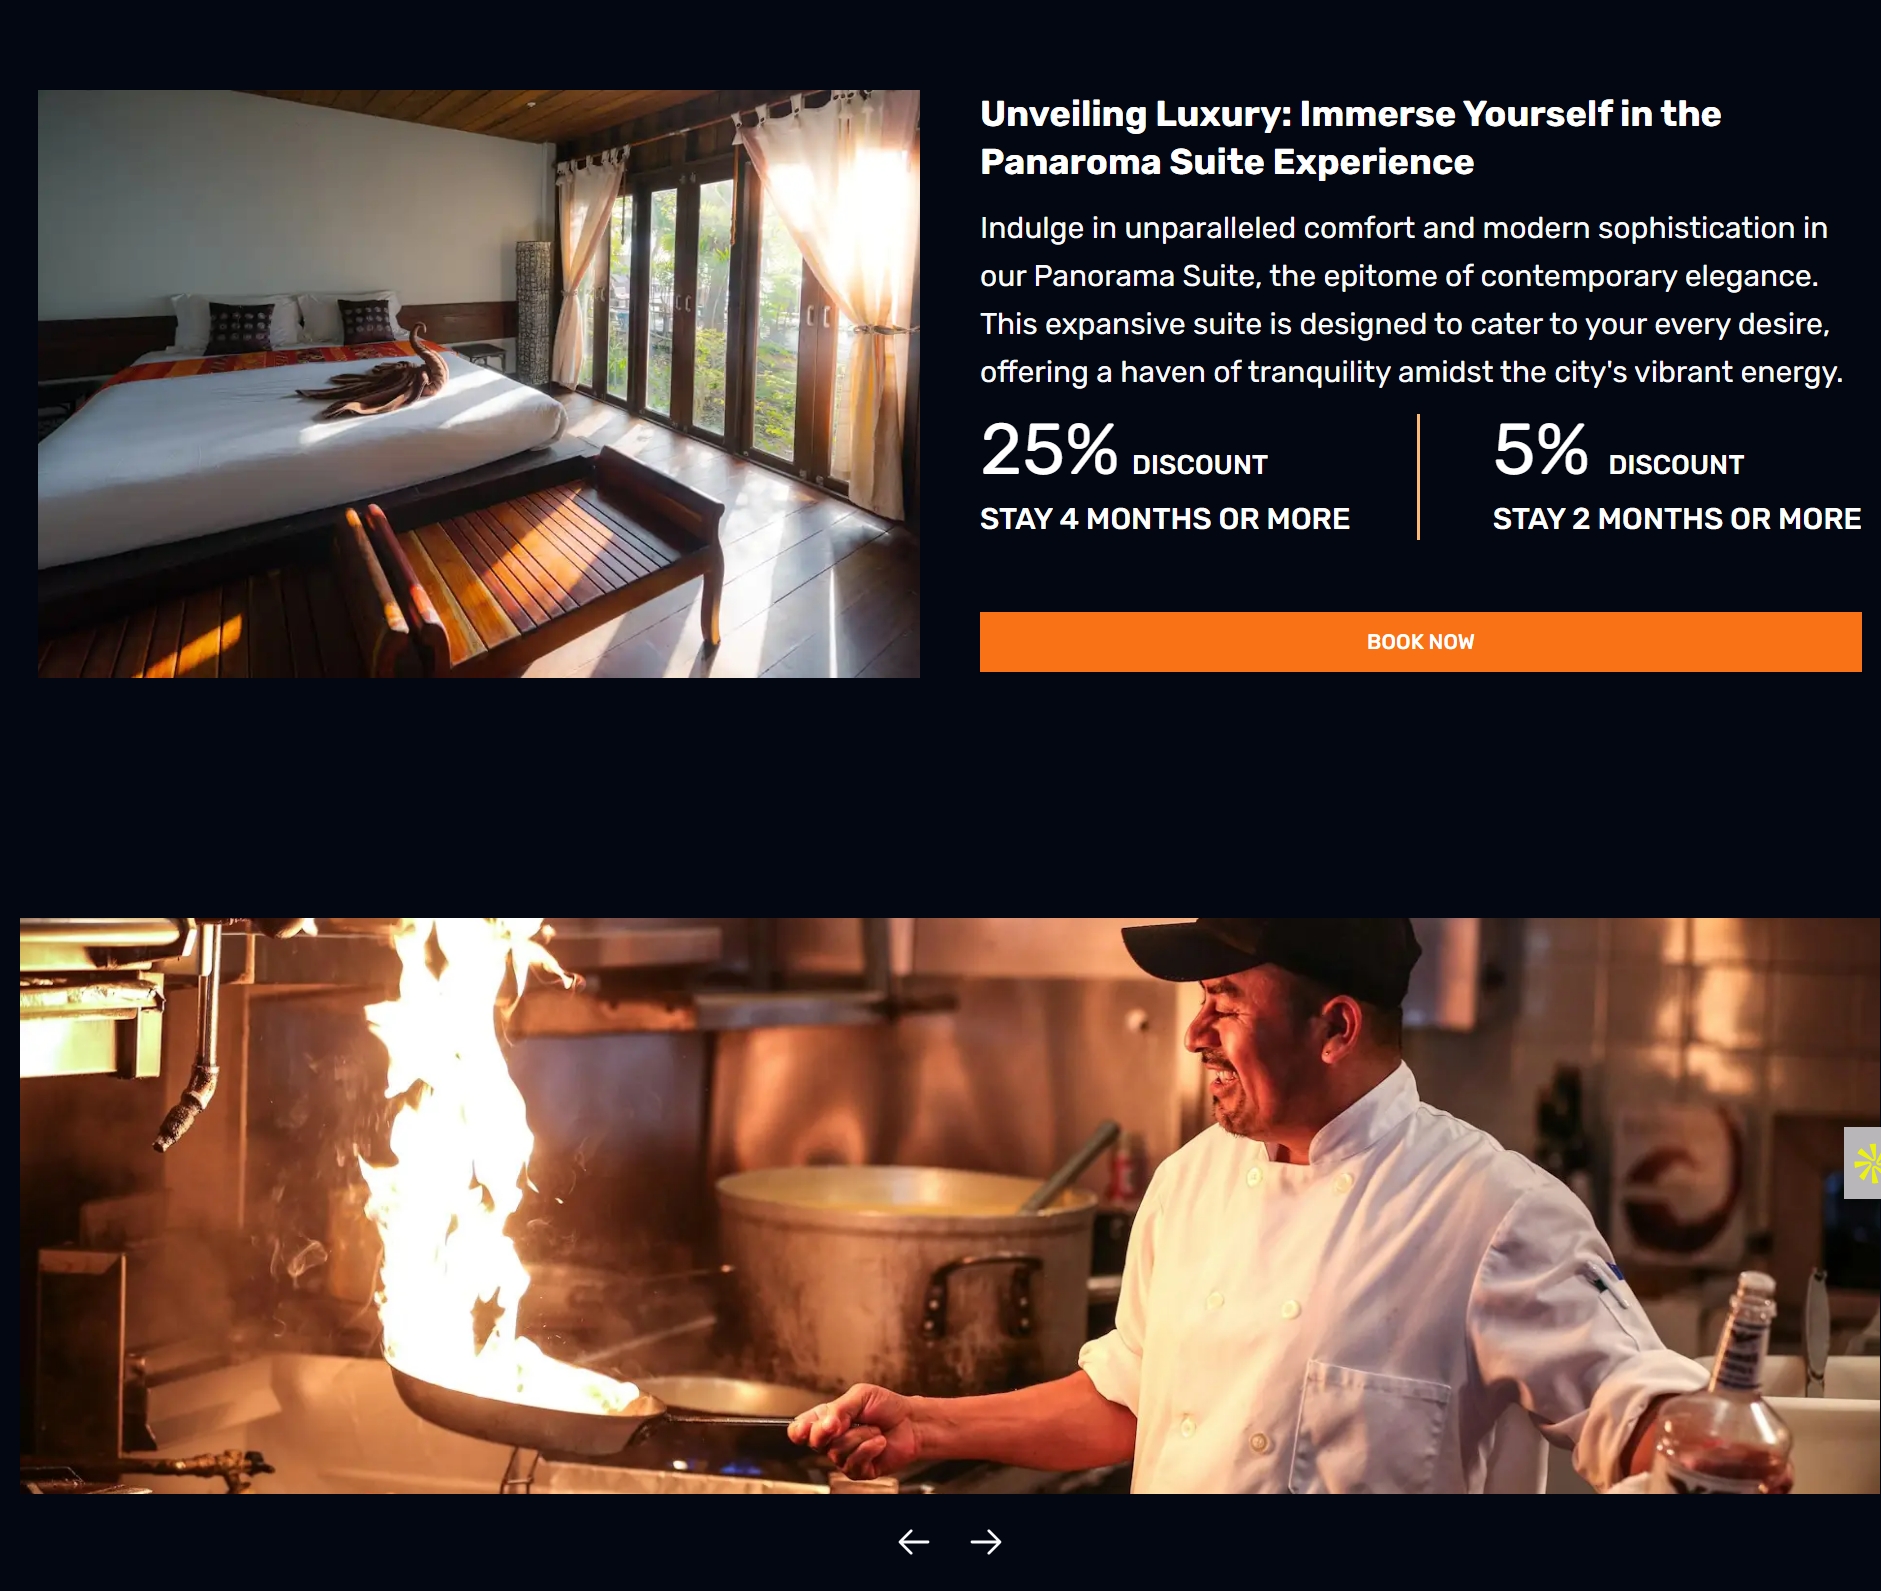 Unveiling Luxury: Immerse Yourself in the
Panaroma Suite Experience
Indulge in unparalleled comfort and modern sophistication in
our Panorama Suite, the epitome of contemporary elegance.
This expansive suite is designed to cater to your every desire,
offering a haven of tranquility amidst the city's vibrant energy.
25% DISCOUNT
STAY 4 MONTHS OR MORE
5% DISCOUNT
STAY 2 MONTHS OR MORE
BOOK NOW